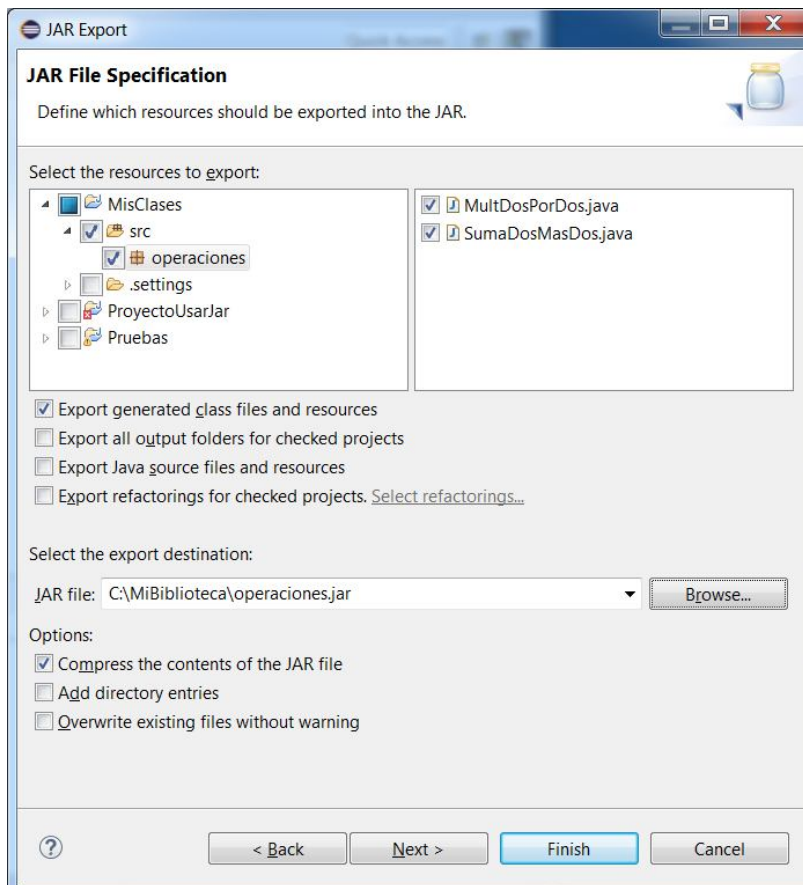 JAR Export
JAR File Specification
Define which resources should be exported into the JAR.
Select the resources to export:
MisClases
src
operaciones
.settings
ProyectoUsarJar
Pruebas
MultDosPorDos.java
SumaDosMasDos.java
Export generated class files and resources
Export all output folders for checked projects
Export Java source files and resources
Export refactorings for checked projects. Select refactorings...
Select the export destination:
JAR file: C:\MiBiblioteca\operaciones.jar Browse...
Options:
Compress the contents of the JAR file
Add directory entries
Overwrite existing files without warning
< Back Next > Finish Cancel